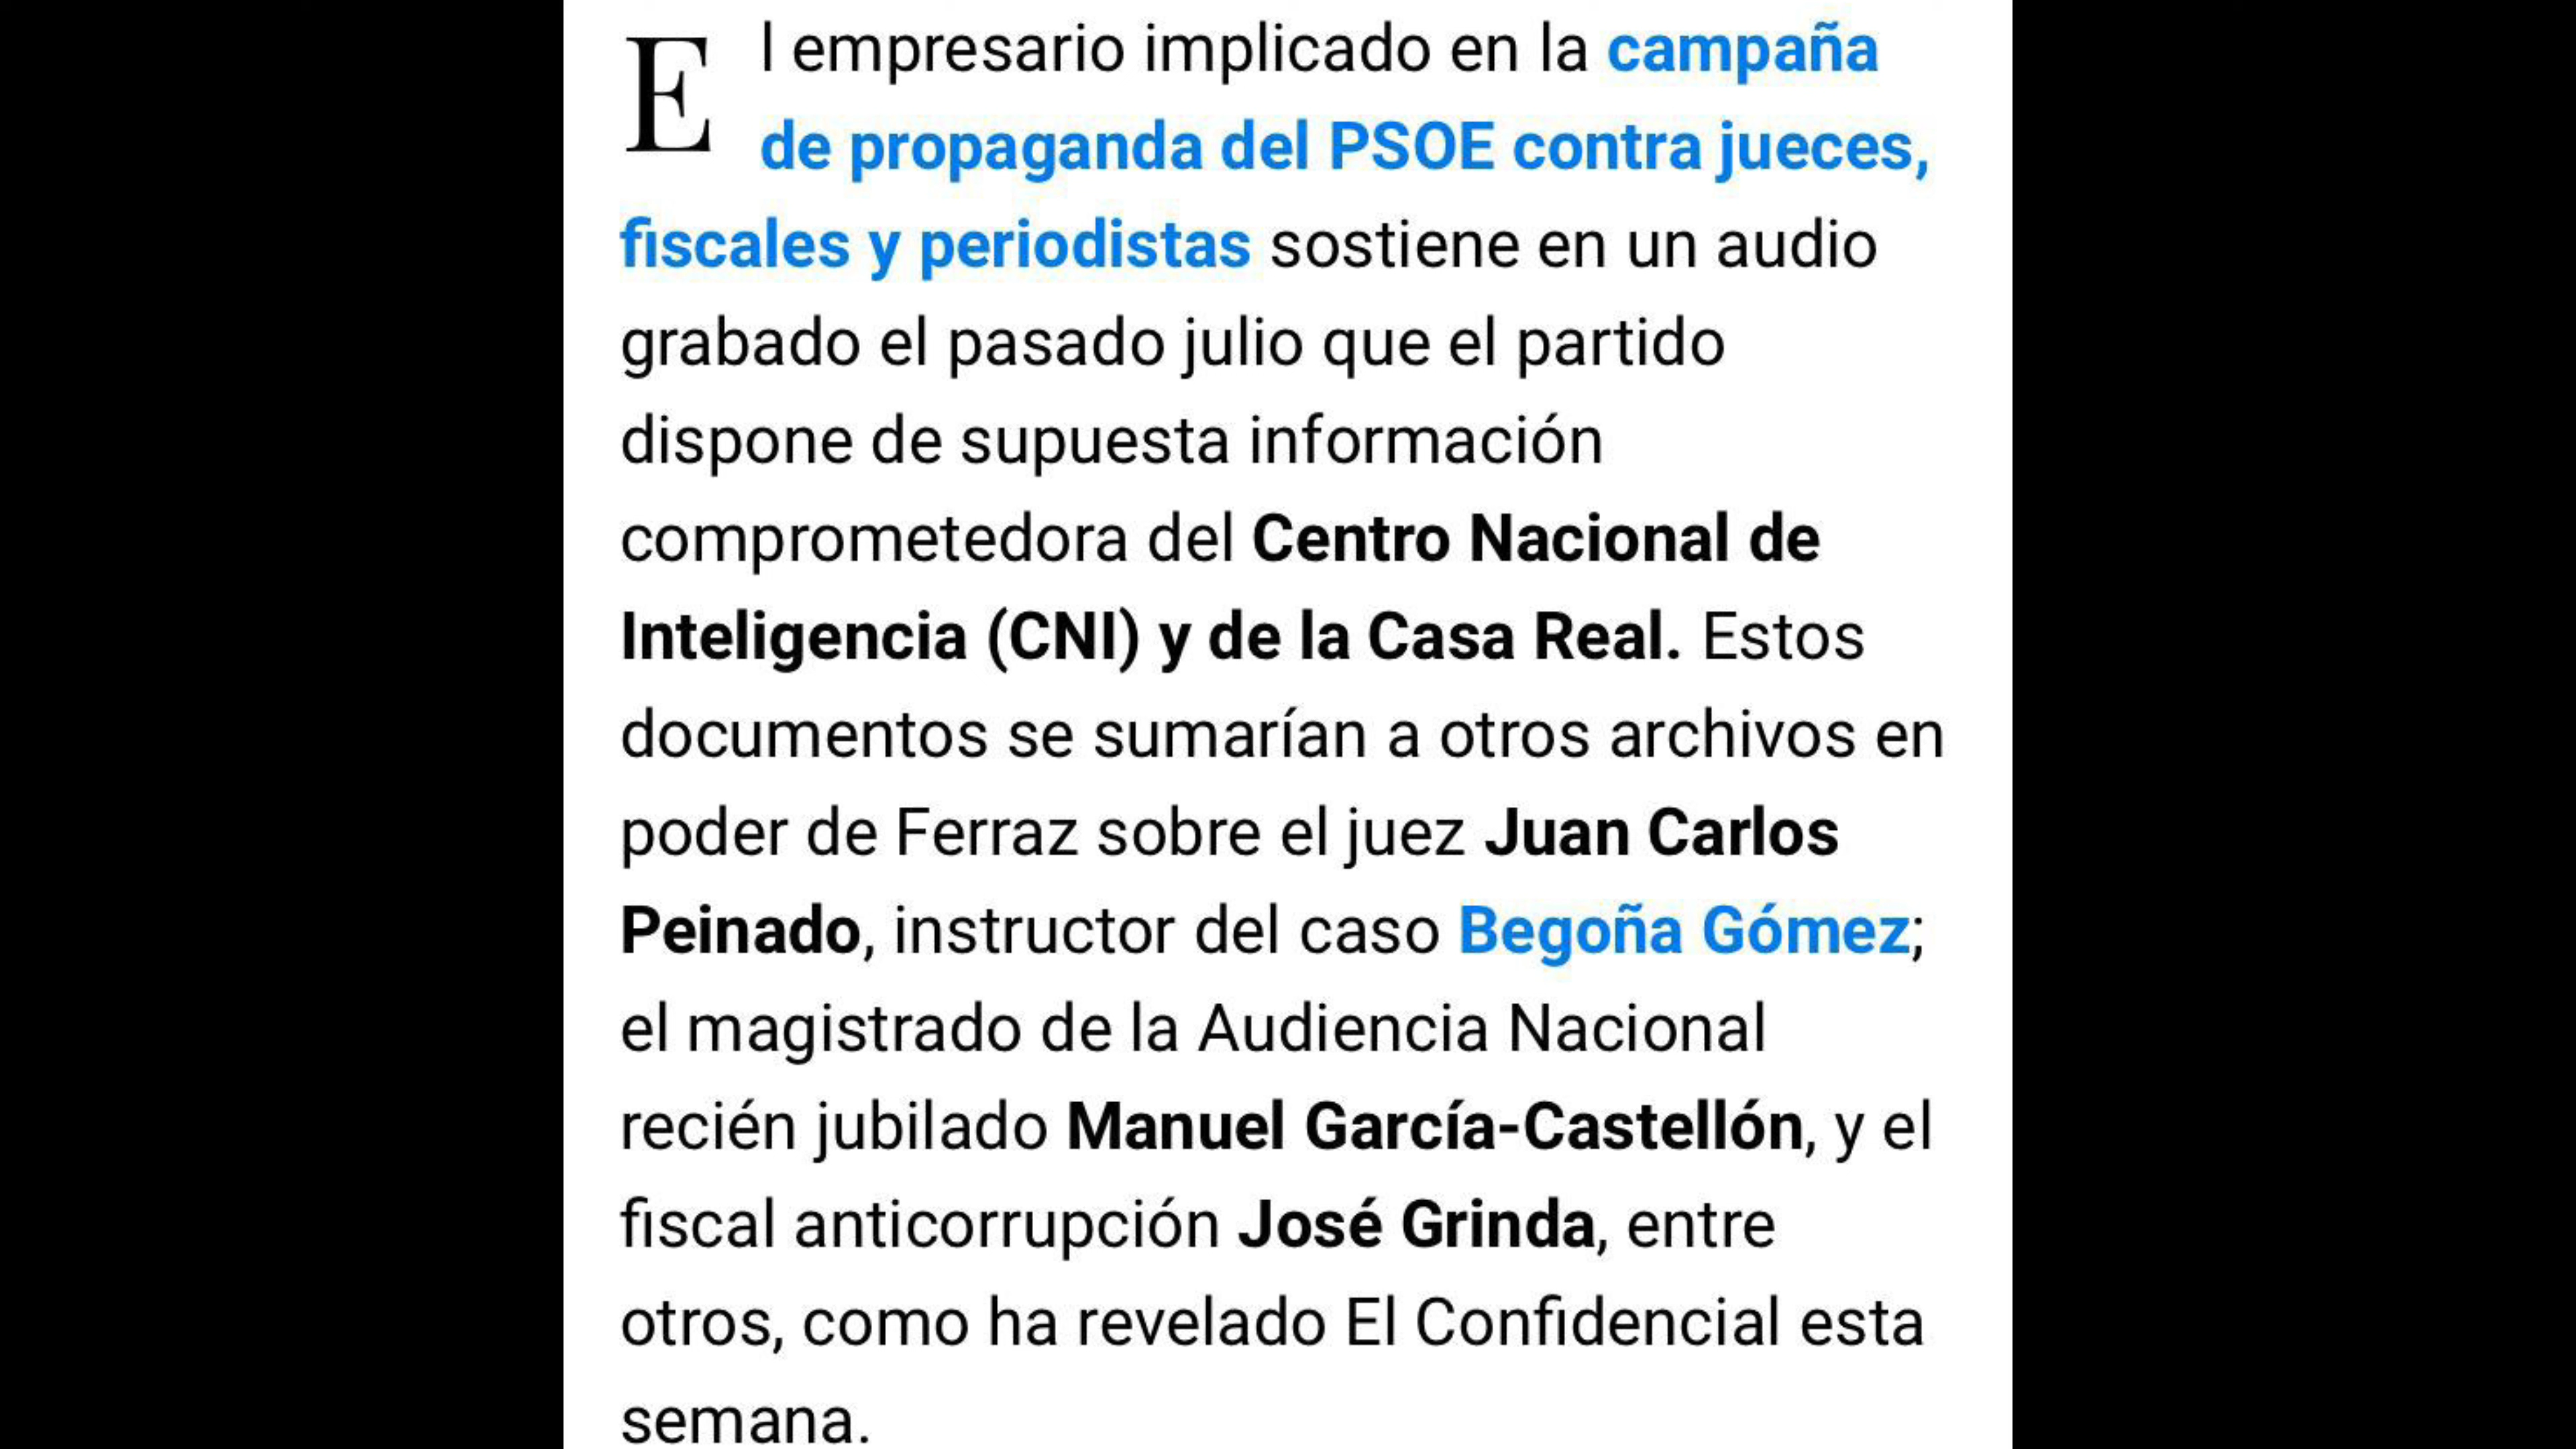 El empresario implicado en la campaña
de propaganda del PSOE contra jueces,
fiscales y periodistas sostiene en un audio
grabado el pasado julio que el partido
dispone de supuesta información
comprometedora del Centro Nacional de
Inteligencia (CNI) y de la Casa Real. Estos
documentos se sumarían a otros archivos en
poder de Ferraz sobre el juez Juan Carlos
Peinado, instructor del caso Begoña Gómez;
el magistrado de la Audiencia Nacional
recién jubilado Manuel García-Castellón, y el
fiscal anticorrupción José Grinda, entre
otros, como ha revelado El Confidencial esta
semana.